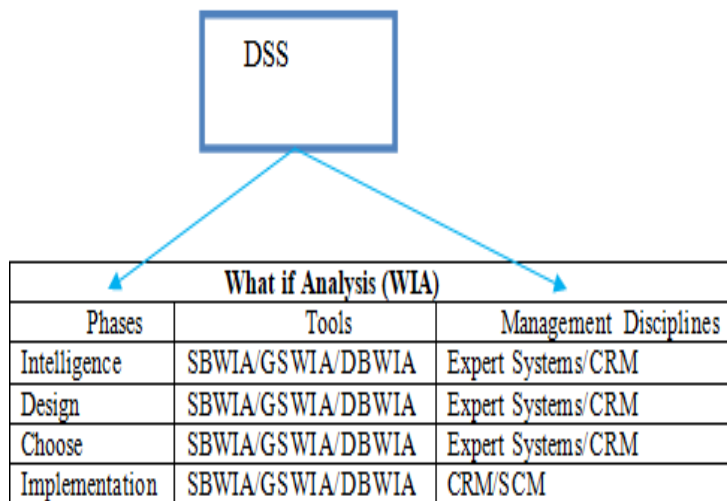 DSS
What if Analysis (WIA)
Phases Tools Management Disciplines
Intelligence SBWIA/GSWIA/DBWIA Expert Systems/CRM
Design SBWIA/GSWIA/DBWIA Expert Systems/CRM
Choose SBWIA/GSWIA/DBWIA Expert Systems/CRM
Implementation SBWIA/GSWIA/DBWIA CRM/SCM